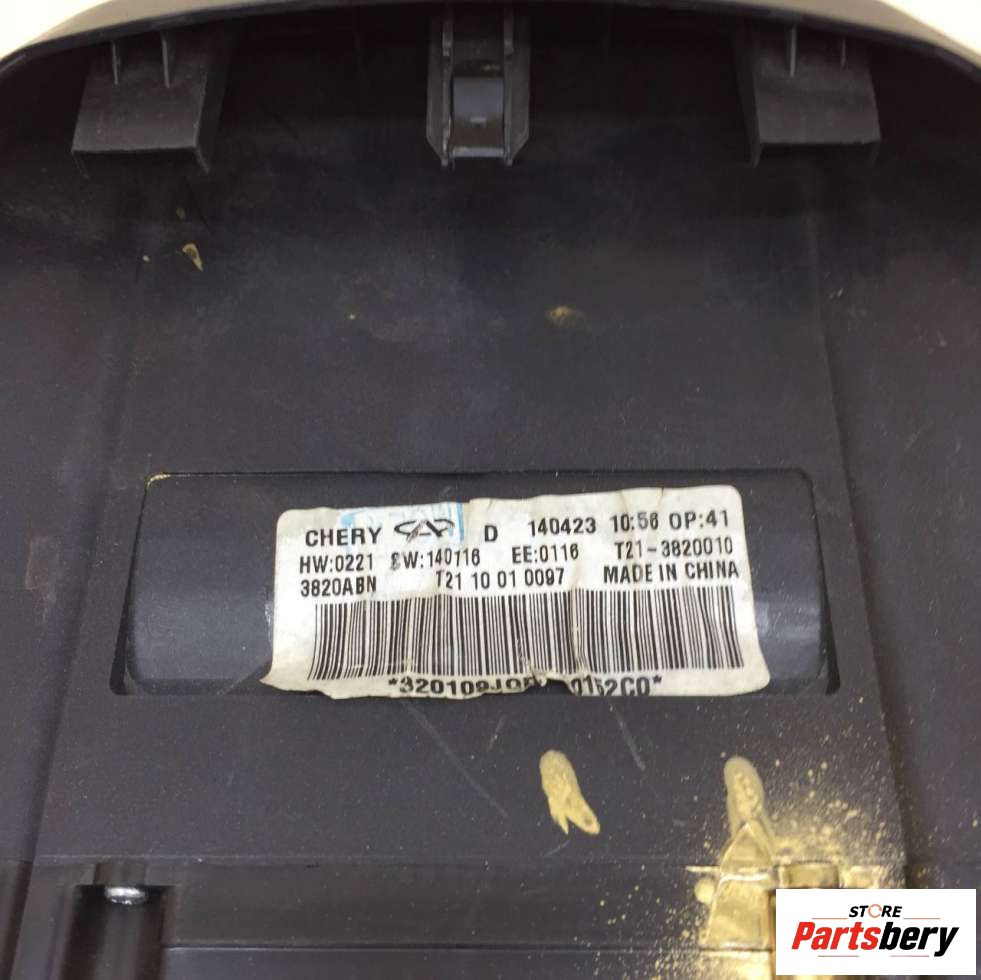 CHERY D 140423 10:56 OP:41
HW:0221 SW:140116 EE:0116 T21-3820010
3820ABN T21 10 01 0097 MADE IN CHINA
STORE
Partsbery